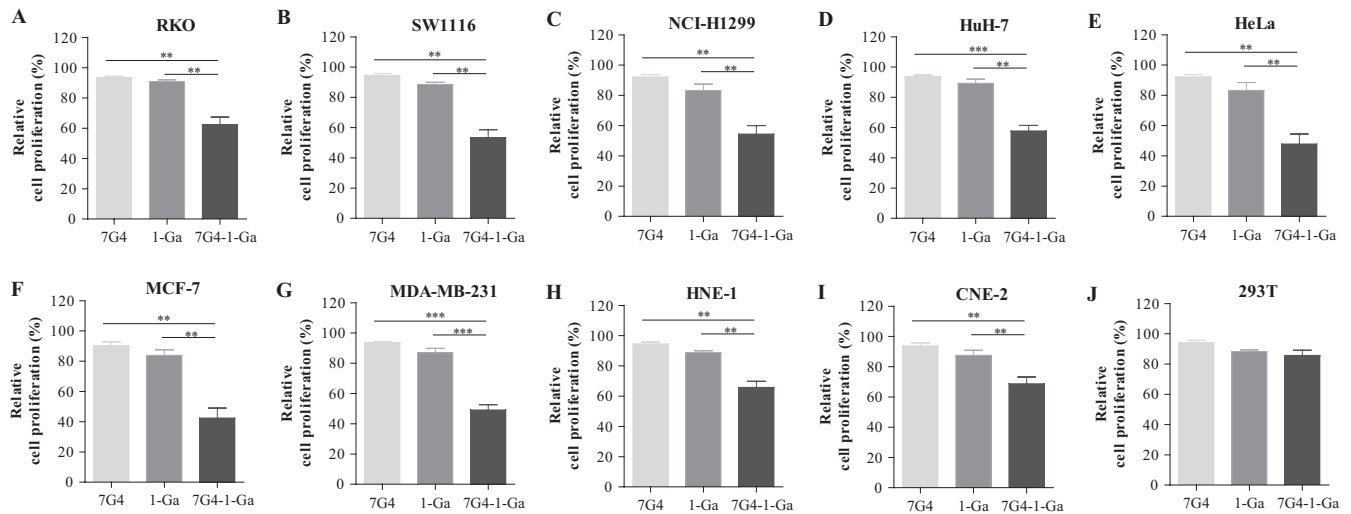 A
RKO
Relative
cell proliferation (%)
120
100
80
60
40
20
0
**
**
7G4
1-Ga
7G4-1-Ga
B
SW1116
Relative
cell proliferation (%)
120
100
80
60
40
20
0
**
**
7G4
1-Ga
7G4-1-Ga
C
NCI-H1299
Relative
cell proliferation (%)
120
100
80
60
40
20
0
**
**
7G4
1-Ga
7G4-1-Ga
D
HuH-7
Relative
cell proliferation (%)
120
100
80
60
40
20
0
***
**
7G4
1-Ga
7G4-1-Ga
E
HeLa
Relative
cell proliferation (%)
120
100
80
60
40
20
0
**
**
7G4
1-Ga
7G4-1-Ga
F
MCF-7
Relative
cell proliferation (%)
120
100
80
60
40
20
0
**
**
7G4
1-Ga
7G4-1-Ga
G
MDA-MB-231
Relative
cell proliferation (%)
120
100
80
60
40
20
0
***
***
7G4
1-Ga
7G4-1-Ga
H
HNE-1
Relative
cell proliferation (%)
120
100
80
60
40
20
0
**
**
7G4
1-Ga
7G4-1-Ga
I
CNE-2
Relative
cell proliferation (%)
120
100
80
60
40
20
0
**
**
7G4
1-Ga
7G4-1-Ga
J
293T
Relative
cell proliferation (%)
120
100
80
60
40
20
0
7G4
1-Ga
7G4-1-Ga